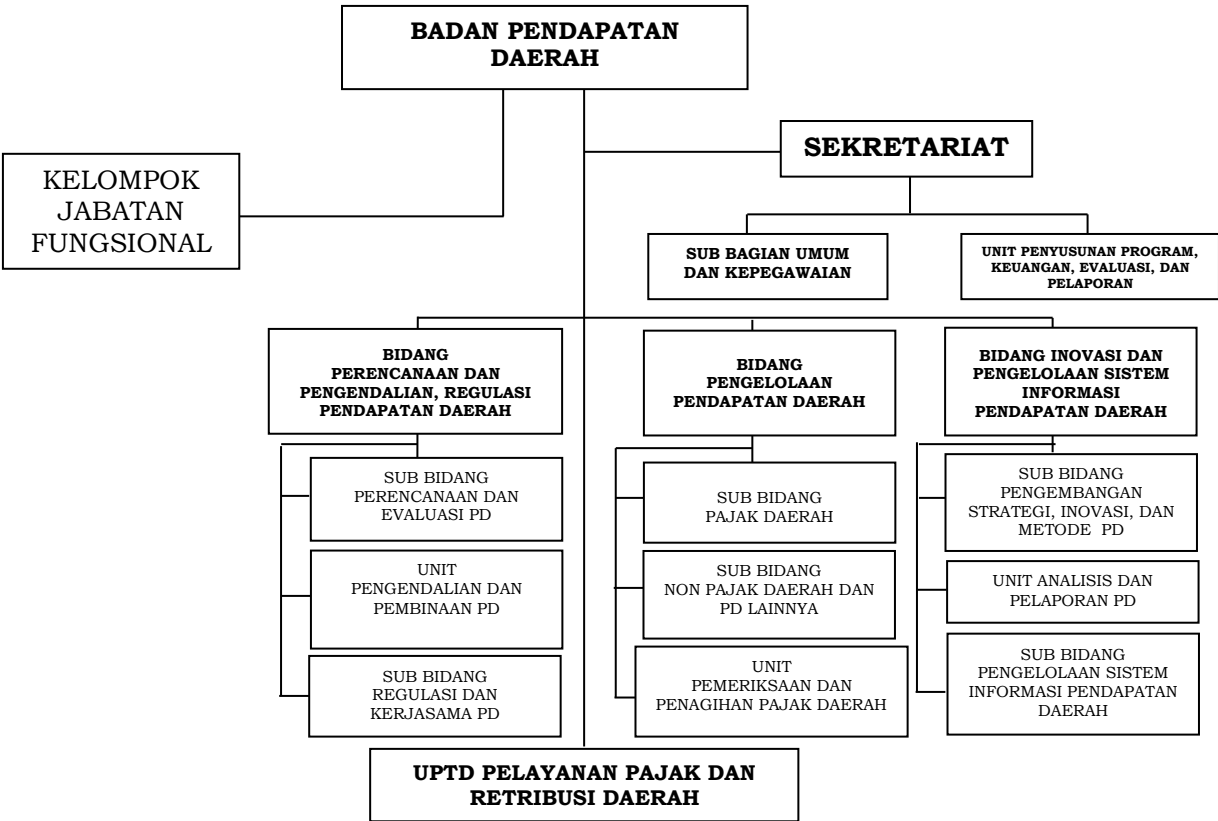 BADAN PENDAPATAN
DAERAH
SEKRETARIAT
KELOMPOK
JABATAN
FUNGSIONAL
SUB BAGIAN UMUM
DAN KEPEGAWAIAN
UNIT PENYUSUNAN PROGRAM,
KEUANGAN, EVALUASI, DAN
PELAPORAN
BIDANG
PERENCANAAN DAN
PENGENDALIAN, REGULASI
PENDAPATAN DAERAH
BIDANG
PENGELOLAAN
PENDAPATAN DAERAH
BIDANG INOVASI DAN
PENGELOLAAN SISTEM
INFORMASI
PENDAPATAN DAERAH
SUB BIDANG
PERENCANAAN DAN
EVALUASI PD
UNIT
PENGENDALIAN DAN
PEMBINAAN PD
SUB BIDANG
REGULASI DAN
KERJASAMA PD
SUB BIDANG
PAJAK DAERAH
SUB BIDANG
NON PAJAK DAERAH DAN
PD LAINNYA
UNIT
PEMERIKSAAN DAN
PENAGIHAN PAJAK DAERAH
SUB BIDANG
PENGEMBANGAN
STRATEGI, INOVASI, DAN
METODE PD
UNIT ANALISIS DAN
PELAPORAN PD
SUB BIDANG
PENGELOLAAN SISTEM
INFORMASI PENDAPATAN
DAERAH
UPTD PELAYANAN PAJAK DAN
RETRIBUSI DAERAH